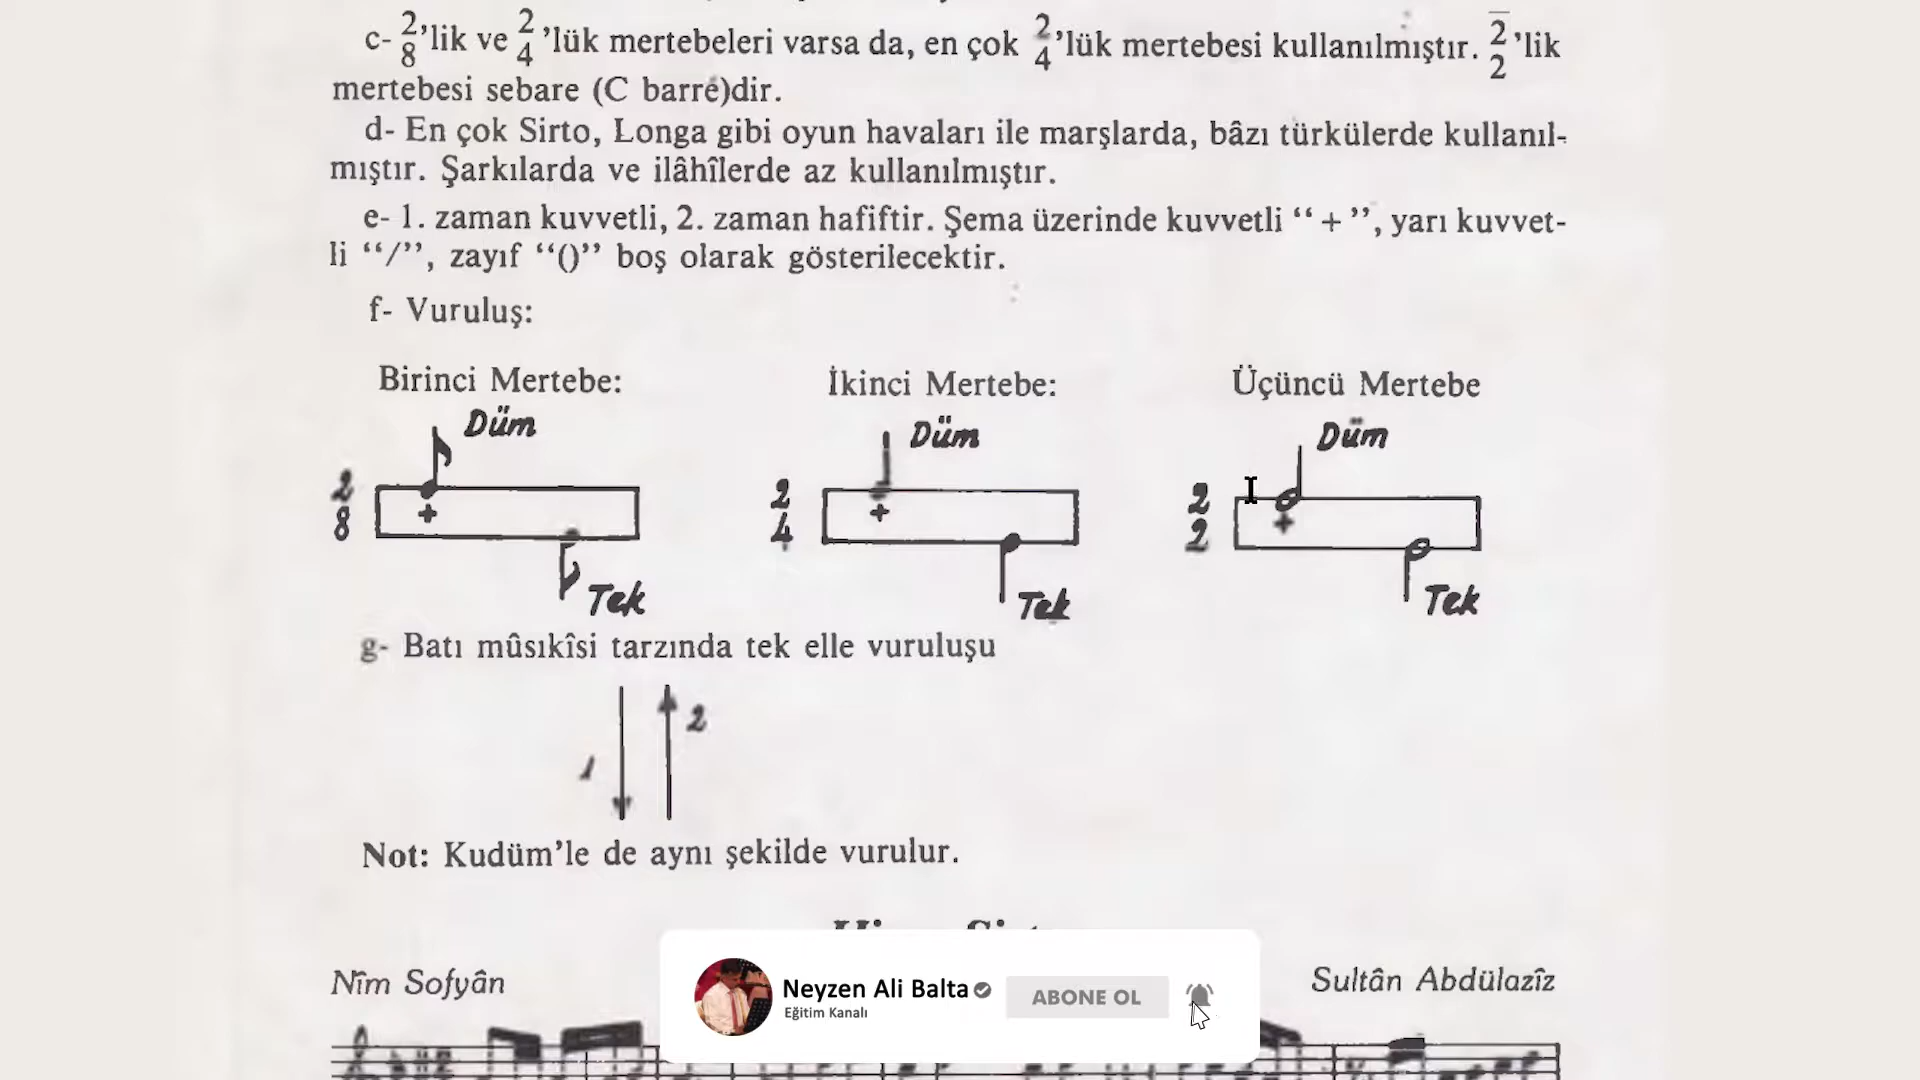 c- 2/8'lik ve 2/4'lük mertebeleri varsa da, en çok 2/4'lük mertebesi kullanılmıştır. 2/2'lik
mertebesi sebare (C barré)dir.
d- En çok Sirto, Longa gibi oyun havaları ile marşlarda, bâzı türkülerde kullanıl-
mıştır. Şarkılarda ve ilâhîlerde az kullanılmıştır.
e- 1. zaman kuvvetli, 2. zaman hafiftir. Şema üzerinde kuvvetli “+”, yarı kuvvet-
li “/”, zayıf “()” boş olarak gösterilecektir.
f- Vuruluş:
Birinci Mertebe: İkinci Mertebe: Üçüncü Mertebe
Düm Düm Düm
2 2 2
8 4 2
+ + +
Tek Tek Tek
g- Batı mûsıkîsi tarzında tek elle vuruluşu
1 2
Not: Kudüm'le de aynı şekilde vurulur.
Nîm Sofyân Sultân Abdülazîz
Neyzen Ali Balta
Eğitim Kanalı
ABONE OL